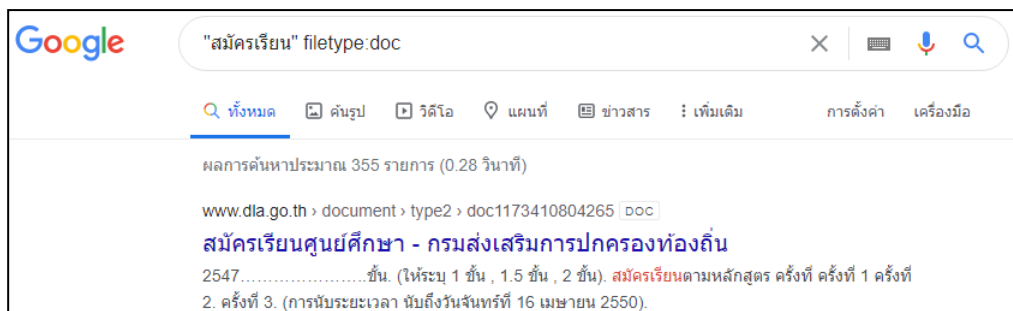 Google "สมัครเรียน" filetype:doc
ทั้งหมด ค้นรูป วิดีโอ แผนที่ ข่าวสาร เพิ่มเติม การตั้งค่า เครื่องมือ
ผลการค้นหาประมาณ 355 รายการ (0.28 วินาที)
www.dla.go.th › document › type2 › doc1173410804265 DOC
สมัครเรียนศูนย์ศึกษา - กรมส่งเสริมการปกครองท้องถิ่น
2547.......................ขั้น. (ให้ระบุ 1 ขั้น , 1.5 ขั้น , 2 ขั้น). สมัครเรียนตามหลักสูตร ครั้งที่ ครั้งที่ 1 ครั้งที่
2. ครั้งที่ 3. (การนับระยะเวลา นับถึงวันจันทร์ที่ 16 เมษายน 2550).